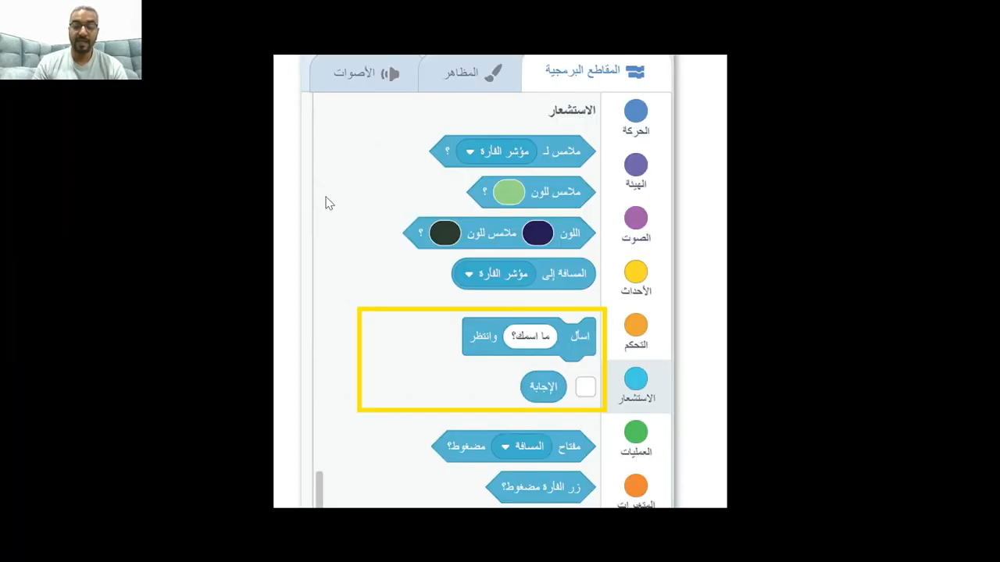 المقاطع البرمجية
المظاهر
الأصوات
الاستشعار
ملامس لـ مؤشر الفأرة ؟
ملامس للون ؟
اللون ملامس للون ؟
المسافة إلى مؤشر الفأرة
اسأل ما اسمك؟ وانتظر
الإجابة
مفتاح المسافة مضغوط؟
زر الفأرة مضغوط؟
الحركة
الهيئة
الصوت
الأحداث
التحكم
الاستشعار
العمليات
المتغيرات